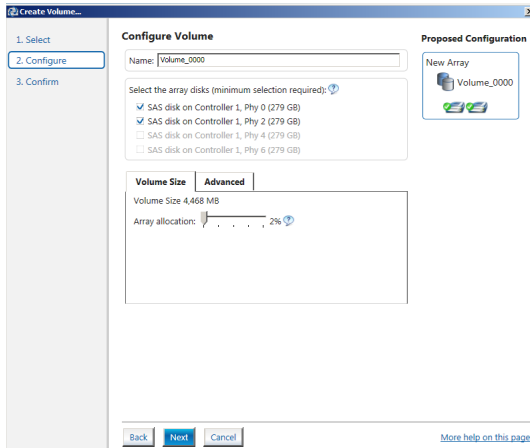 Create Volume...
1. Select
2. Configure
3. Confirm
Configure Volume
Name: Volume_0000
Select the array disks (minimum selection required):
SAS disk on Controller 1, Phy 0 (279 GB)
SAS disk on Controller 1, Phy 2 (279 GB)
SAS disk on Controller 1, Phy 4 (279 GB)
SAS disk on Controller 1, Phy 6 (279 GB)
Volume Size
Advanced
Volume Size 4,468 MB
Array allocation: 2%
Proposed Configuration
New Array
Volume_0000
Back
Next
Cancel
More help on this page